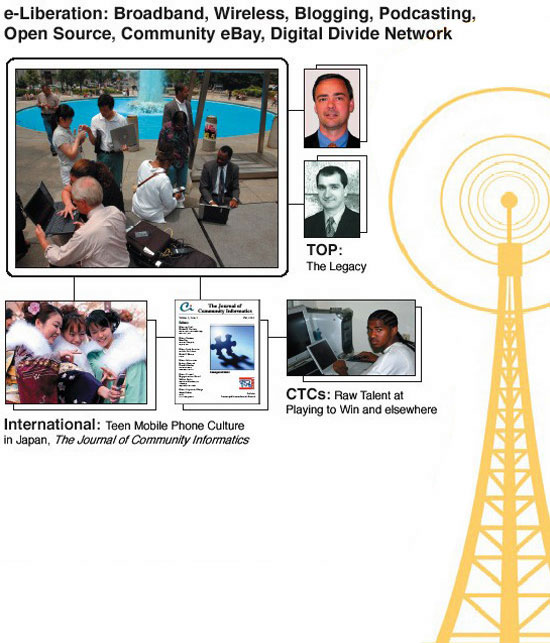 e-Liberation: Broadband, Wireless, Blogging, Podcasting,
Open Source, Community eBay, Digital Divide Network
TOP:
The Legacy
The Journal of
Community Informatics
CTCs: Raw Talent at
Playing to Win and elsewhere
International: Teen Mobile Phone Culture
in Japan, The Journal of Community Informatics